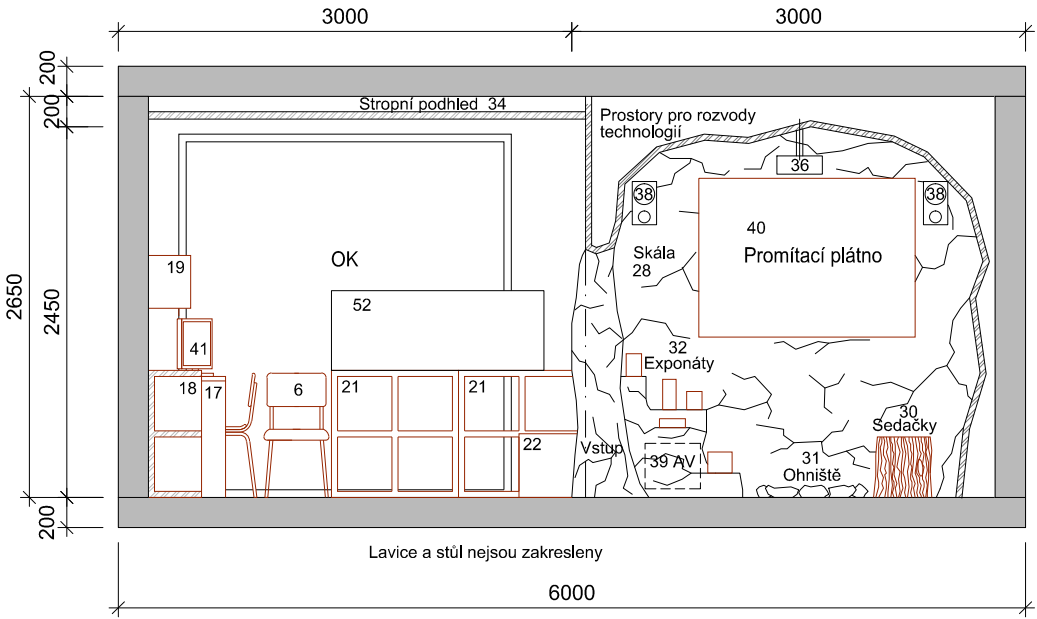 3000
3000
200
200
Stropní podhled 34
Prostory pro rozvody
technologií
36
38
38
40
Promítací plátno
Skála
28
OK
19
52
2650
2450
41
32
Exponáty
18
17
6
21
21
22
30
Sedačky
Vstup
39 AV
31
Ohniště
200
Lavice a stůl nejsou zakresleny
6000